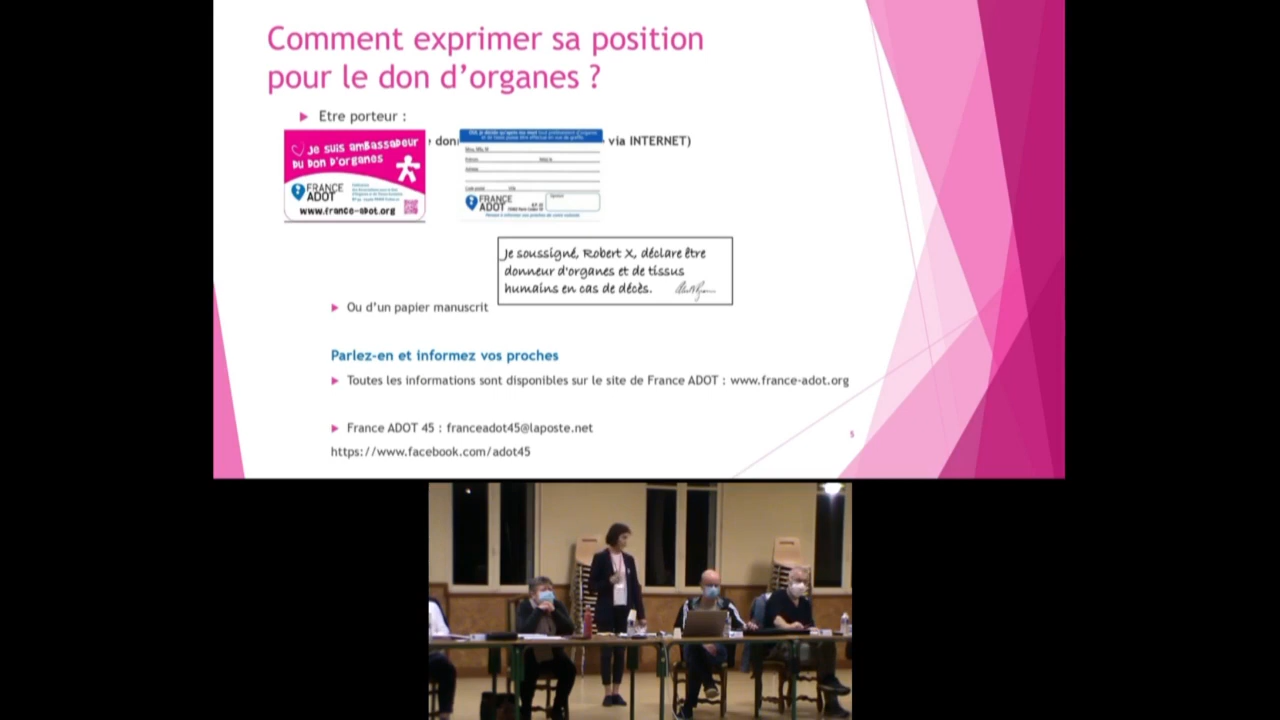 Comment exprimer sa position
pour le don d’organes ?
Etre porteur :
via INTERNET)
Je suis ambassadeur
du don d'organes
FRANCE
ADOT
www.france-adot.org
FRANCE
ADOT
Je soussigné, Robert X, déclare être
donneur d'organes et de tissus
humains en cas de décès.
Ou d’un papier manuscrit
Parlez-en et informez vos proches
Toutes les informations sont disponibles sur le site de France ADOT : www.france-adot.org
France ADOT 45 : franceadot45@laposte.net
5
https://www.facebook.com/adot45